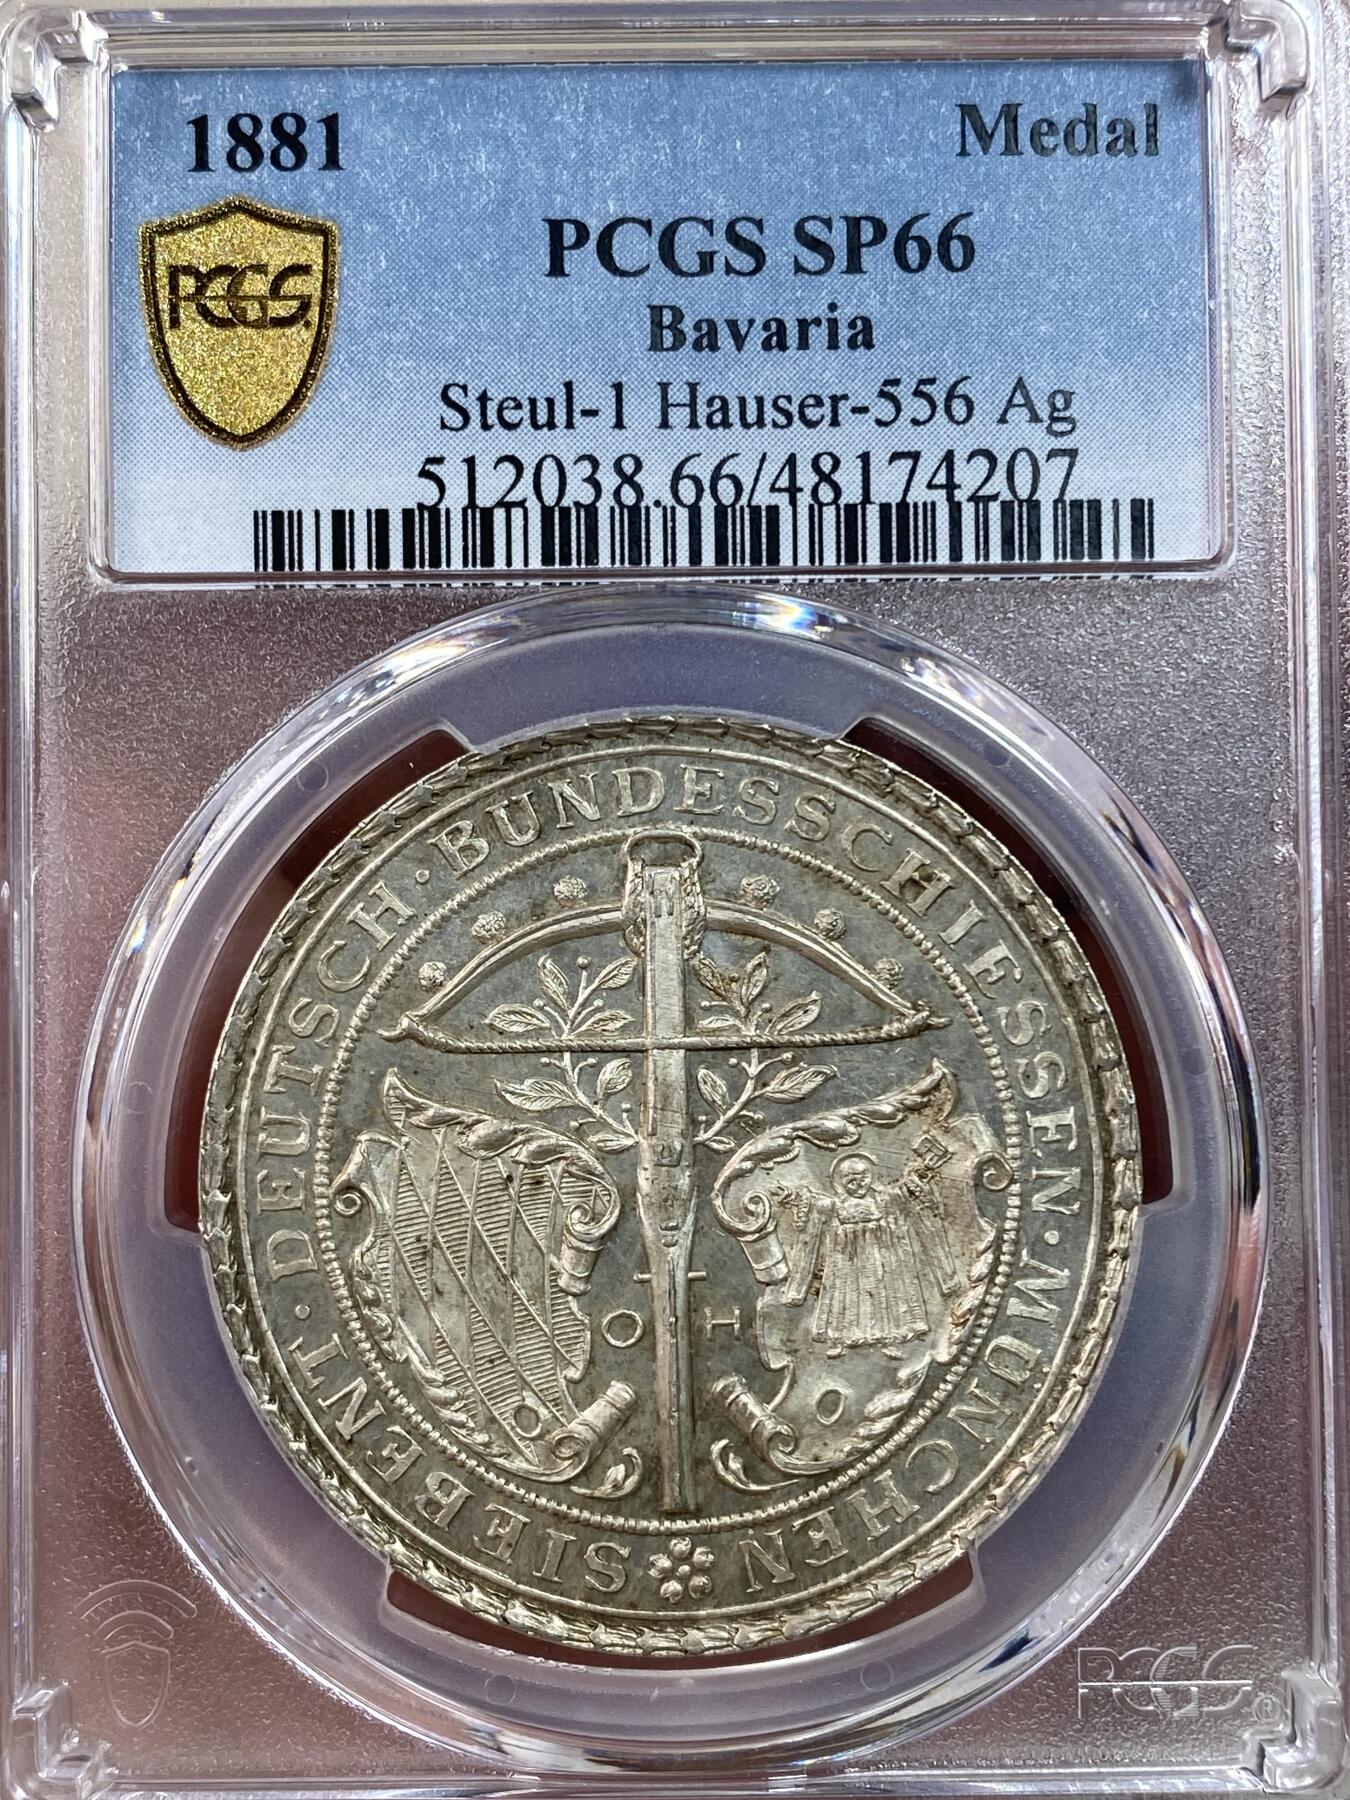 1881
Medal
PCGS
PCGS SP66
Bavaria
Steul-1 Hauser-556 Ag
512038.66/48174207
SIEBENT · DEUTSCH · BUNDESSCHIESSEN · MÜNCHEN
PCGS